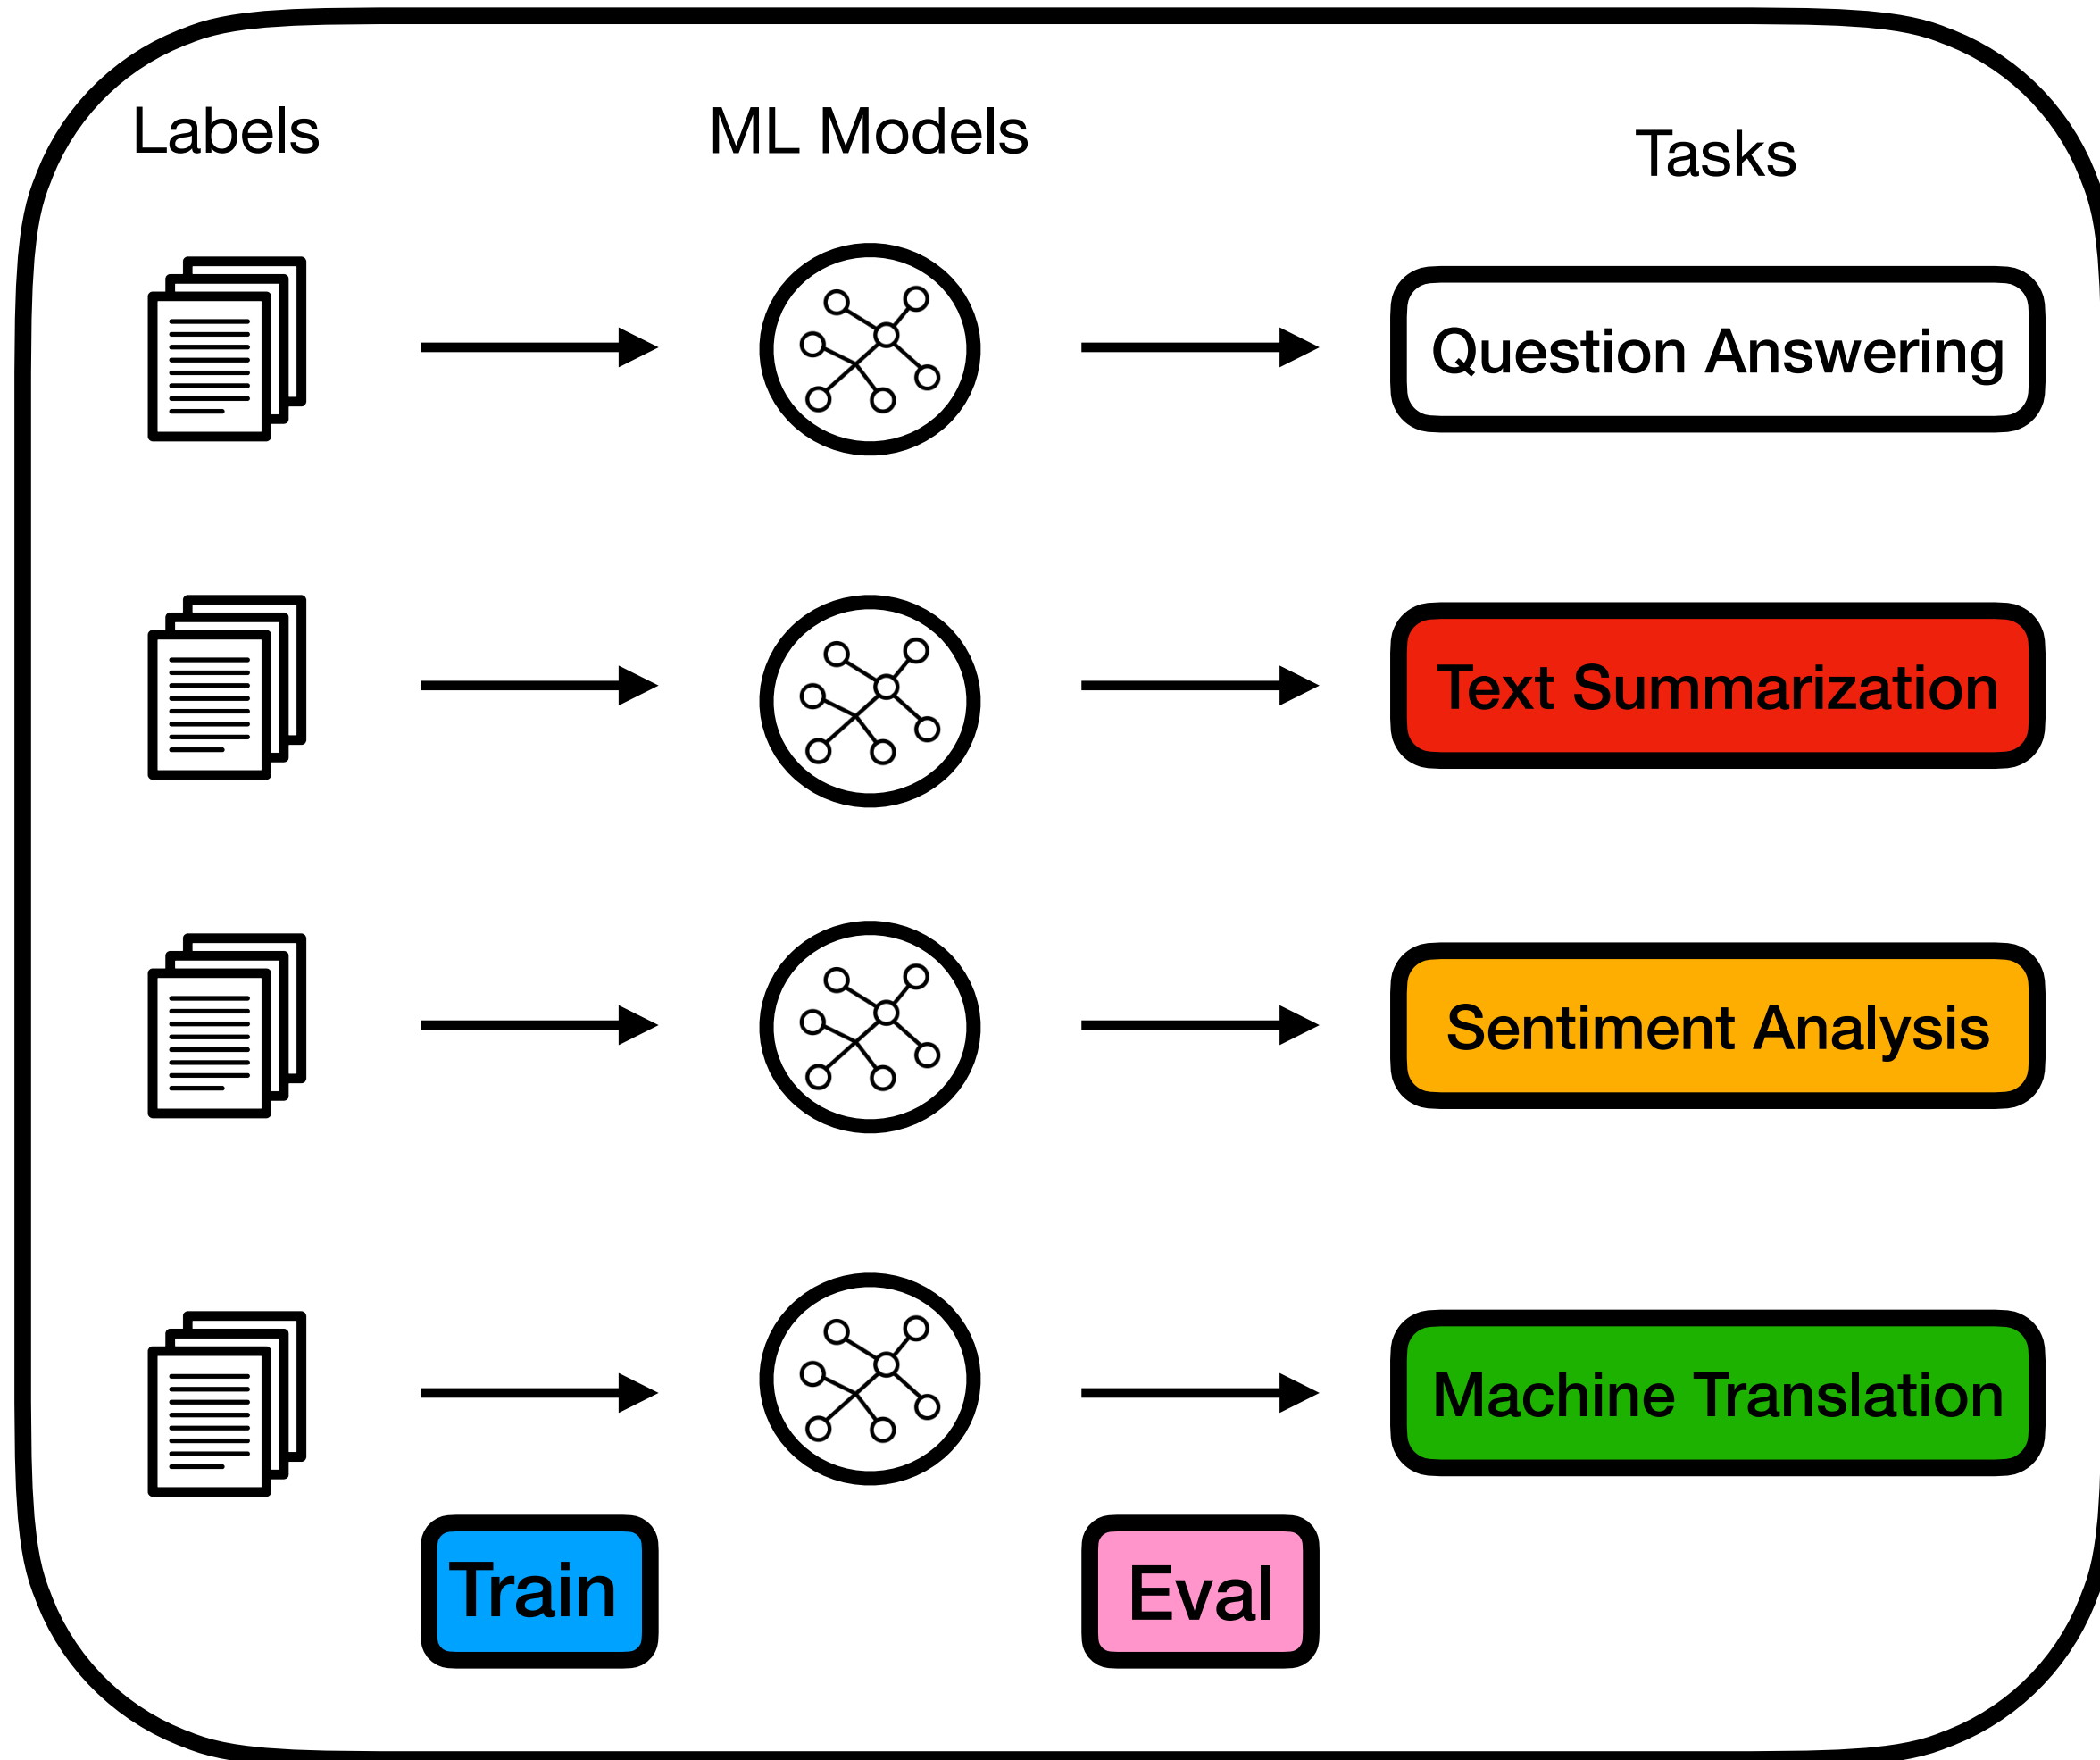 Labels
ML Models
Tasks
Question Answering
Text Summarization
Sentiment Analysis
Machine Translation
Train
Eval